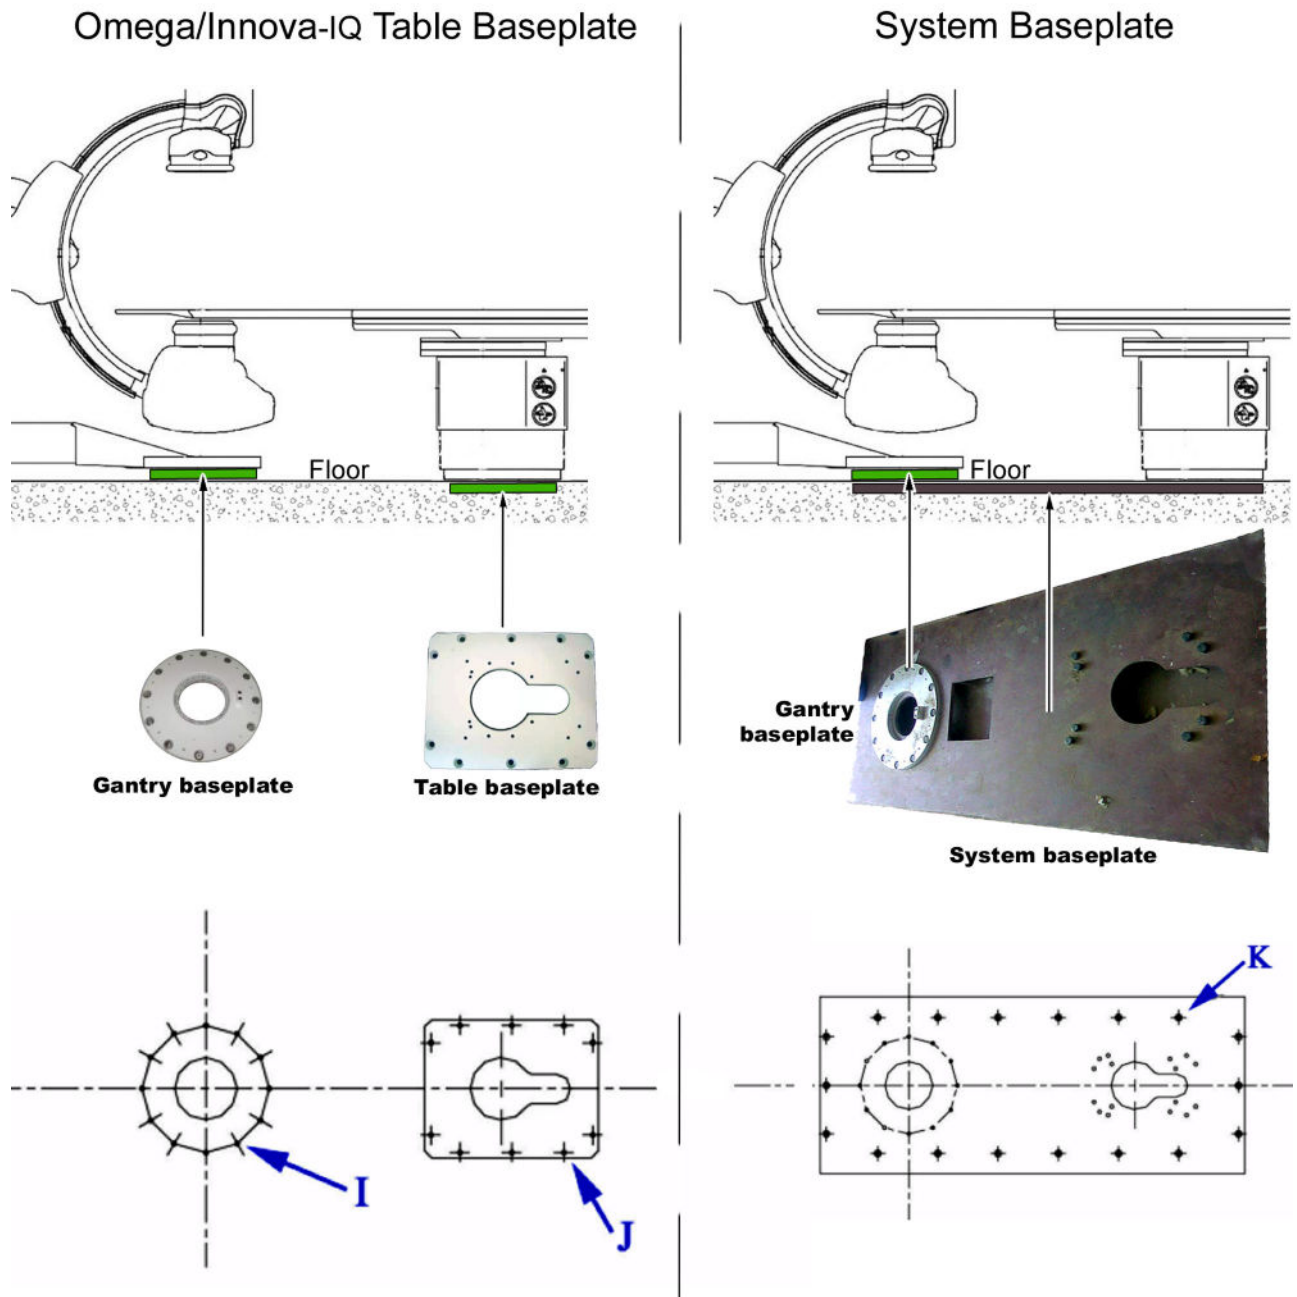 Omega/Innova-IQ Table Baseplate
System Baseplate
Floor
Floor
Gantry baseplate
Table baseplate
Gantry
baseplate
System baseplate
I
J
K